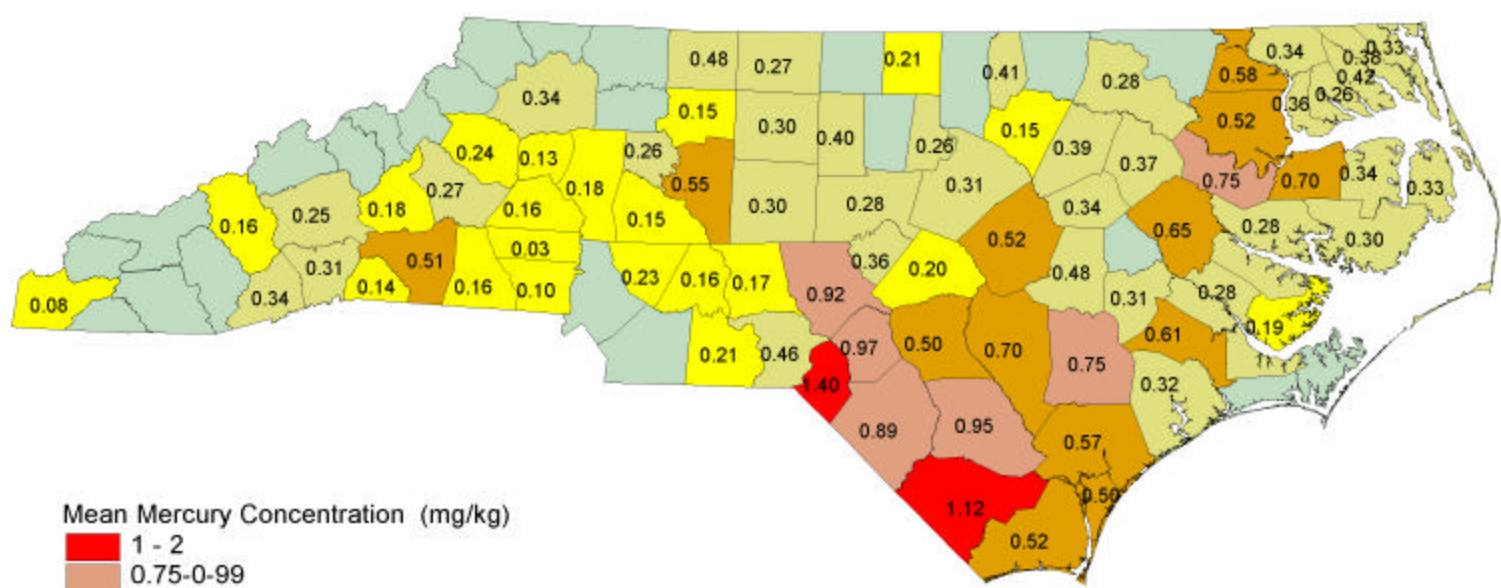 0.48 0.27 0.21 0.41 0.28 0.58 0.34 0.38 0.33
0.34 0.15 0.30 0.40 0.26 0.15 0.39 0.37 0.52 0.36 0.26 0.42
0.24 0.13 0.18 0.26 0.55 0.30 0.28 0.31 0.34 0.75 0.70 0.34 0.33
0.16 0.25 0.18 0.27 0.16 0.15 0.52 0.65 0.28 0.30
0.08 0.34 0.31 0.14 0.51 0.16 0.03 0.10 0.23 0.16 0.17 0.92 0.36 0.20 0.48 0.31 0.28 0.19
0.21 0.46 0.97 0.50 0.70 0.75 0.61
1.40 0.32
0.89 0.95 0.57
1.12 0.52 0.50
Mean Mercury Concentration (mg/kg)
1 - 2
0.75-0-99